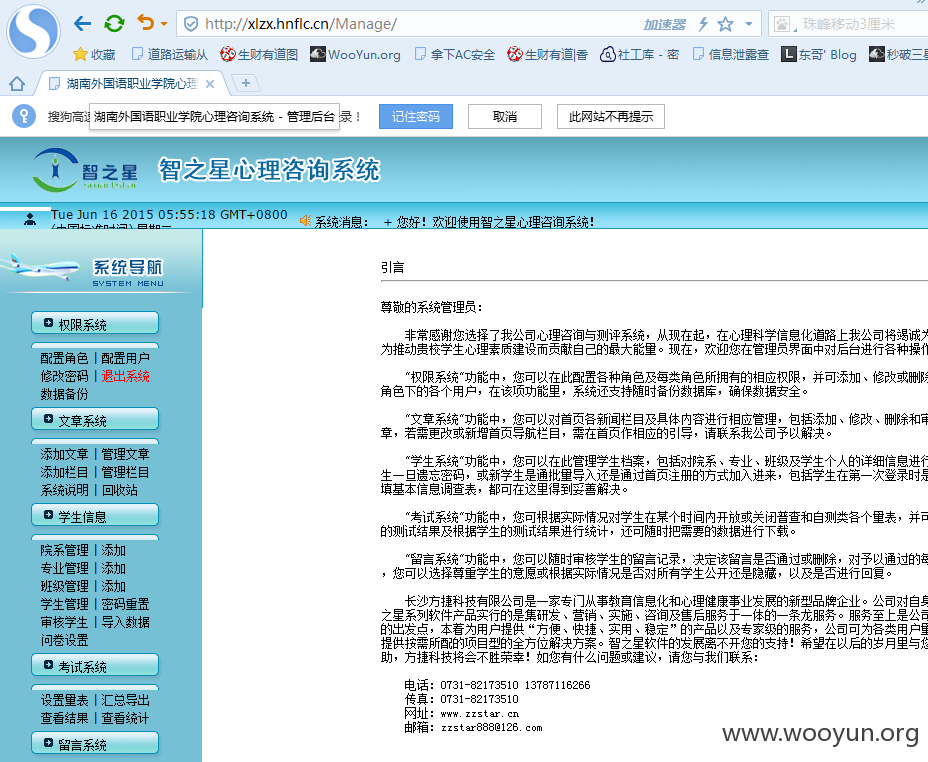 http://xlzx.hnflc.cn/Manage/
加速器
珠峰移动3厘米
收藏 道路运输从 生财有道图 WooYun.org 拿下AC安全 生财有道|香 社工库 - 密 信息泄露查 东哥' Blog 秒破三星
湖南外国语职业学院心理
搜狗高速
湖南外国语职业学院心理咨询系统 - 管理后台
录！
记住密码 取消 此网站不再提示
智之星
smartstar
智之星心理咨询系统
Tue Jun 16 2015 05:55:18 GMT+0800
(中国标准时间) 星期二
系统消息： + 您好！欢迎使用智之星心理咨询系统！
系统导航
SYSTEM MENU
权限系统
配置角色 | 配置用户
修改密码 | 退出系统
数据备份
文章系统
添加文章 | 管理文章
添加栏目 | 管理栏目
系统说明 | 回收站
学生信息
院系管理 | 添加
专业管理 | 添加
班级管理 | 添加
学生管理 | 密码重置
审核学生 | 导入数据
问卷设置
考试系统
设置量表 | 汇总导出
查看结果 | 查看统计
留言系统
引言
尊敬的系统管理员：
非常感谢您选择了我公司心理咨询与测评系统，从现在起，在心理科学信息化道路上我公司将竭诚为
为推动贵校学生心理素质建设而贡献自己的最大能量。现在，欢迎您在管理员界面中对后台进行各种操作
“权限系统”功能中，您可以在此配置各种角色及每类角色所拥有的相应权限，并可添加、修改或删除
角色下的各个用户，在该项功能里，系统还支持随时备份数据库，确保数据安全。
“文章系统”功能中，您可以对首页各新闻栏目及具体内容进行相应管理，包括添加、修改、删除和审
章，若需更改或新增首页导航栏目，需在首页作相应的引导，请联系我公司予以解决。
“学生系统”功能中，您可以在此管理学生档案，包括对院系、专业、班级及学生个人的详细信息进行
生一旦遗忘密码，或新学生是通批量导入还是通过首页注册的方式加入进来，包括学生在第一次登录时是
填基本信息调查表，都可在这里得到妥善解决。
“考试系统”功能中，您可根据实际情况对学生在某个时间内开放或关闭普查和自测类各个量表，并可
的测试结果及根据学生的测试结果进行统计，还可随时把需要的数据进行下载。
“留言系统”功能中，您可以随时审核学生的留言记录，决定该留言是否通过或删除，对予以通过的每
，您可以选择尊重学生的意愿或根据实际情况是否对所有学生公开还是隐藏，以及是否进行回复。
长沙方捷科技有限公司是一家专门从事教育信息化和心理健康事业发展的新型品牌企业。公司对自身
之星系列软件产品实行的是集研发、营销、实施、咨询及售后服务于一体的一条龙服务。服务至上是公司
的出发点，本着为用户提供“方便、快捷、实用、稳定”的产品以及专家级的服务，公司可为各类用户量
提供按需所配的项目型的全方位解决方案。智之星软件的发展离不开您的支持！希望在以后的岁月里与您
助，方捷科技将会不胜荣幸！如您有什么问题或建议，请您与我们联系：
电话：0731-82173510 13787116266
传真：0731-82173510
网址：www.zzstar.cn
邮箱：zzstar888@126.com
www.wooyun.org